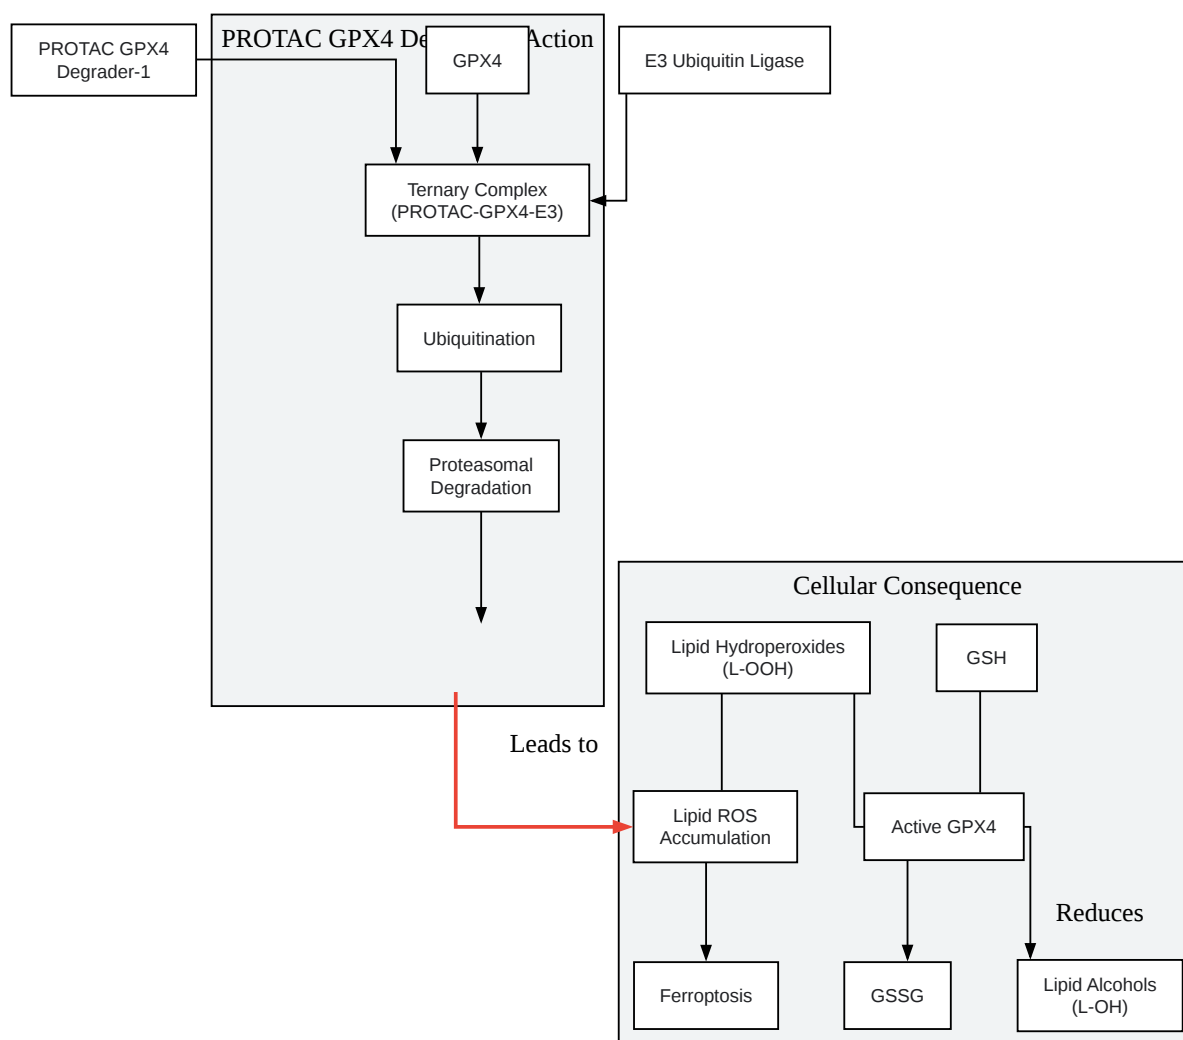 PROTAC GPX4
Degrader-1
PROTAC GPX4 Action
GPX4
E3 Ubiquitin Ligase
Ternary Complex
(PROTAC-GPX4-E3)
Ubiquitination
Proteasomal
Degradation
Leads to
Cellular Consequence
Lipid Hydroperoxides
(L-OOH)
GSH
Lipid ROS
Accumulation
Active GPX4
Reduces
Ferroptosis
GSSG
Lipid Alcohols
(L-OH)